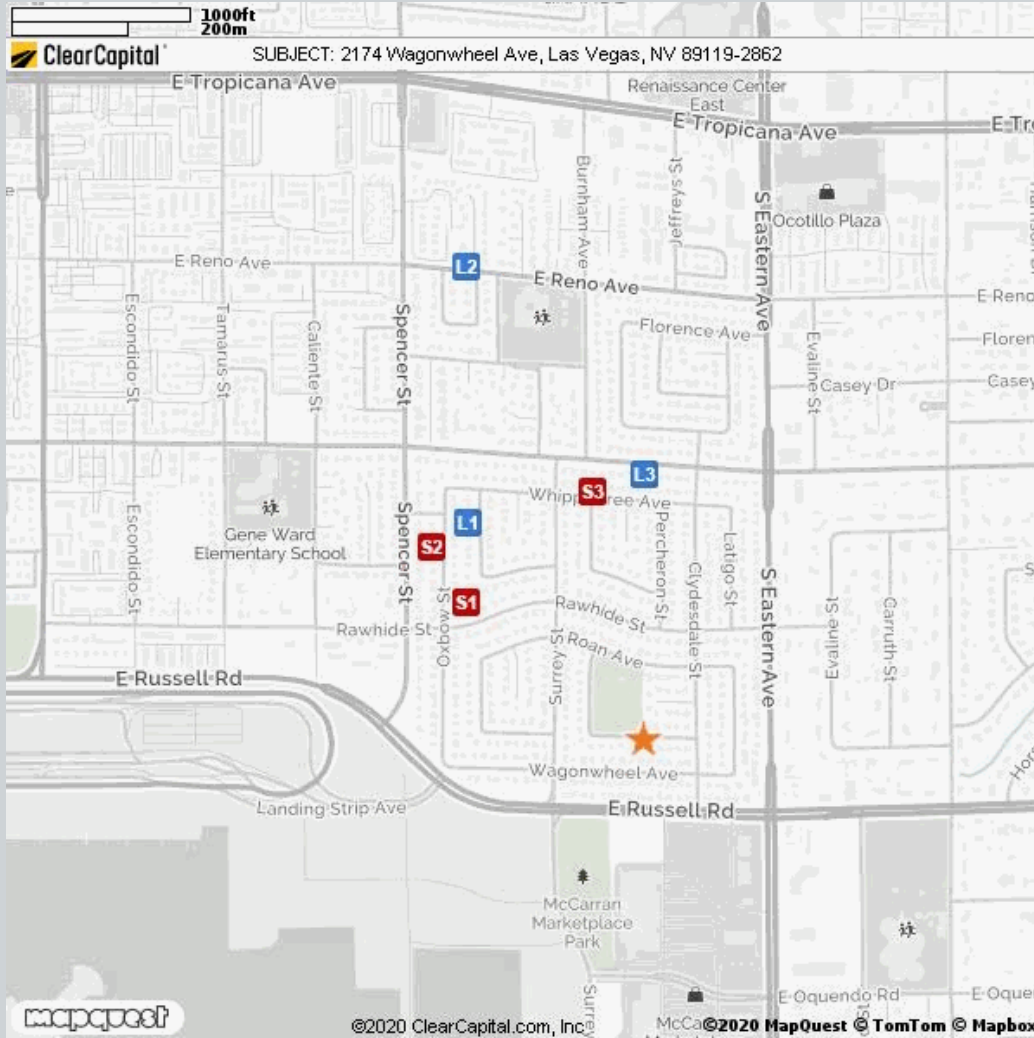 1000ft
200m
ClearCapital
SUBJECT: 2174 Wagonwheel Ave, Las Vegas, NV 89119-2862
E Tropicana Ave
Renaissance Center
East
E Tropicana Ave
E Tr
Burnham Ave
Jeffreys St
S Eastern Ave
Ocotillo Plaza
E Reno Ave
L2
E Reno Ave
E Reno
Escondido St
Tamarus St
Galiente St
Spencer St
Florence Ave
Evaline St
Floren
Casey Dr
Casey
L3
S3
Whipp ree Ave
Gene Ward
Elementary School
Escondido St
Spencer St
L1
S2
Percheron St
Latigo St
Clydesdale St
S Eastern Ave
S1
Rawhide St
Oxbow St
Rawhide St
Surrey St
Roan Ave
Evaline St
Carruth St
E Russell Rd
Wagonwheel Ave
Landing Strip Ave
E Russell Rd
McCarran
Marketplace
Park
Surrey
E Oquendo Rd
E Oque
mapquest
©2020 ClearCapital.com, Inc
McCa
©2020 MapQuest © TomTom © Mapbox